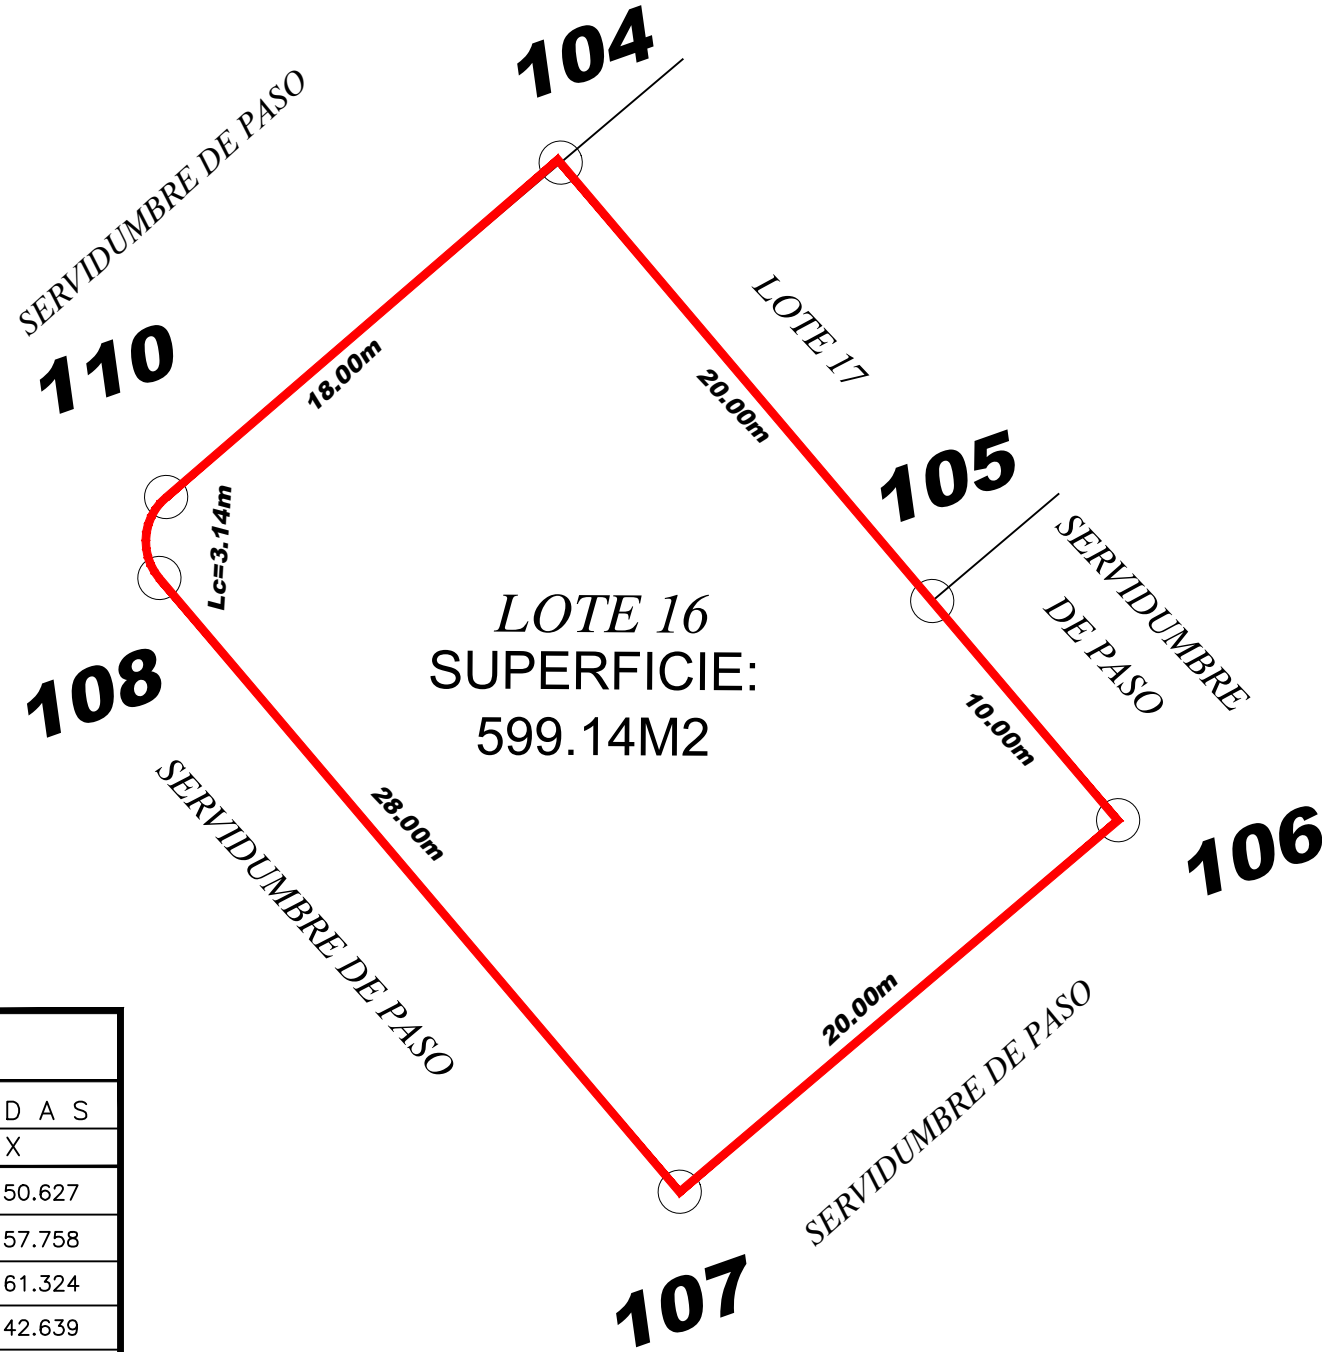 104
SERVIDUMBRE DE PASO
110
18.00m
LOTE 17
20.00m
105
Lc=3.14m
SERVIDUMBRE
DE PASO
LOTE 16
SUPERFICIE:
599.14M2
108
10.00m
SERVIDUMBRE DE PASO
28.00m
106
20.00m
SERVIDUMBRE DE PASO
107
D A S
X
50.627
57.758
61.324
42.639